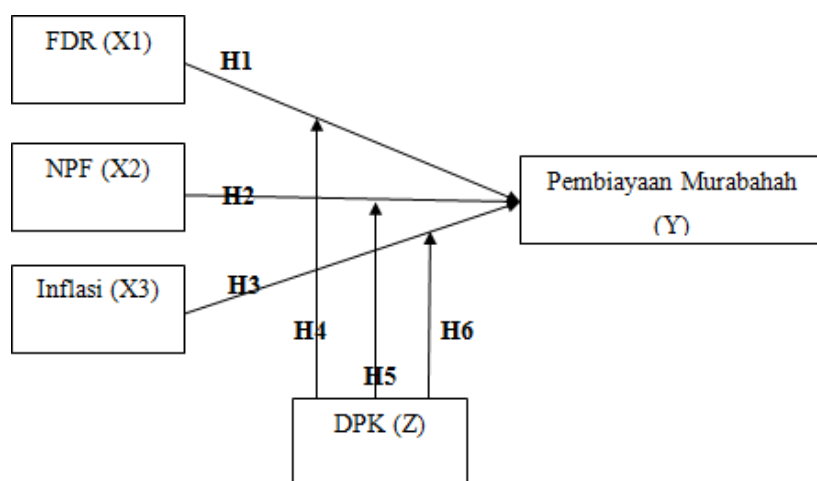 FDR (X1)
H1
NPF (X2)
H2
Pembiayaan Murabahah
(Y)
Inflasi (X3)
H3
H4
H5
H6
DPK (Z)